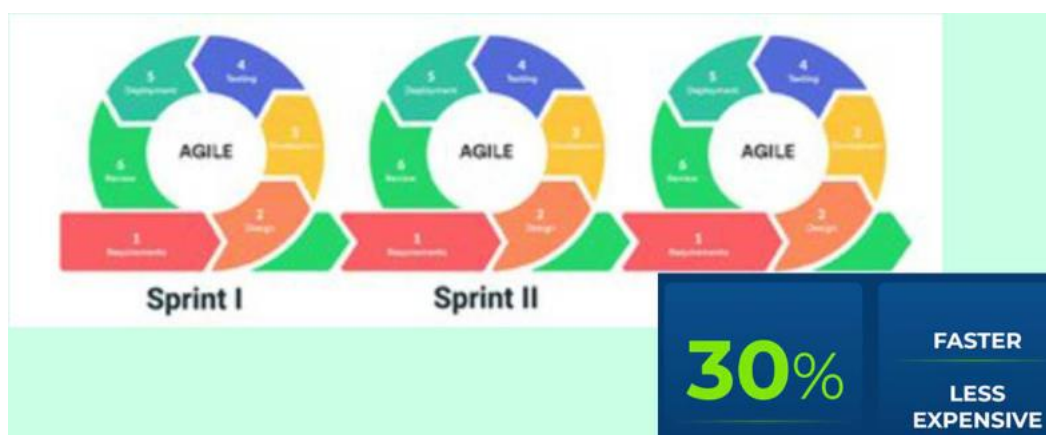 4
Testing
5
Deployment
3
Development
AGILE
6
Review
2
Design
1
Requirements
Sprint I
4
Testing
5
Deployment
3
Development
AGILE
6
Review
2
Design
1
Requirements
Sprint II
4
Testing
5
Deployment
3
Development
AGILE
6
Review
2
Design
1
Requirements
30%
FASTER
LESS
EXPENSIVE